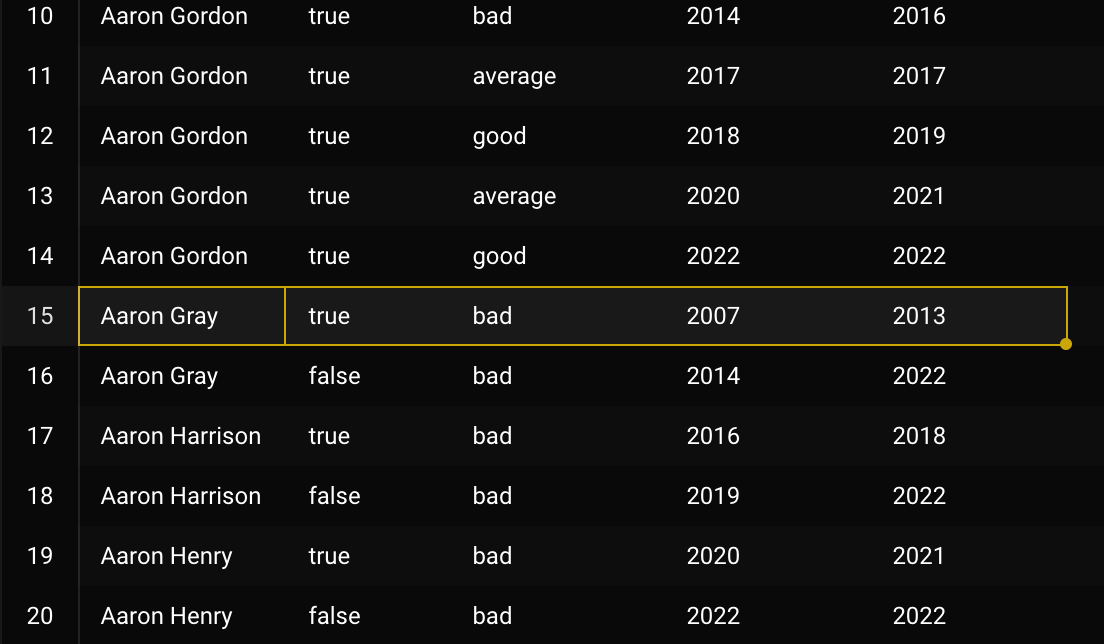 10 Aaron Gordon true bad 2014 2016
11 Aaron Gordon true average 2017 2017
12 Aaron Gordon true good 2018 2019
13 Aaron Gordon true average 2020 2021
14 Aaron Gordon true good 2022 2022
15 Aaron Gray true bad 2007 2013
16 Aaron Gray false bad 2014 2022
17 Aaron Harrison true bad 2016 2018
18 Aaron Harrison false bad 2019 2022
19 Aaron Henry true bad 2020 2021
20 Aaron Henry false bad 2022 2022